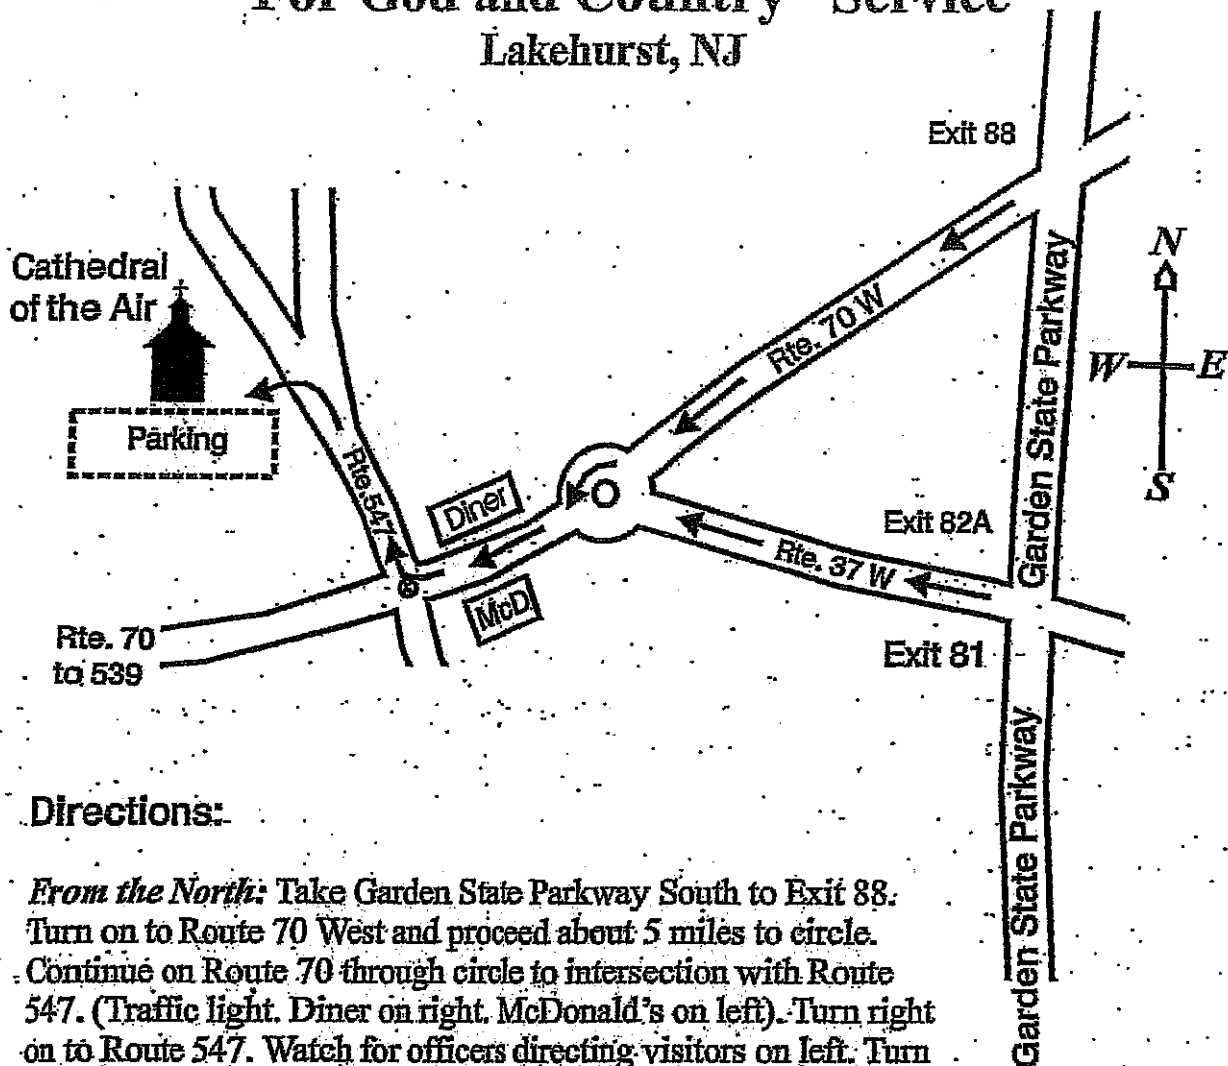 For God and Country" Service
Lakehurst, NJ
Exit 88
Cathedral
of the Air
N
W E
S
Rte. 70 W
Garden State Parkway
Parking
Rte. 547
Diner
Exit 82A
Rte. 37 W
McD.
Rte. 70
to 539
Exit 81
Garden State Parkway
Garden State Parkway
Directions:
From the North: Take Garden State Parkway South to Exit 88.
Turn on to Route 70 West and proceed about 5 miles to circle.
Continue on Route 70 through circle to intersection with Route
547. (Traffic light. Diner on right. McDonald's on left). Turn right
on to Route 547. Watch for officers directing visitors on left. Turn